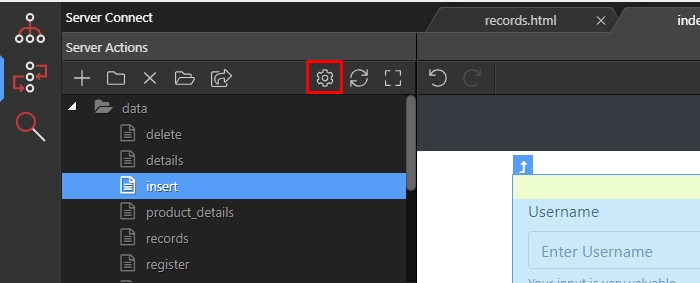 Server Connect
records.html
inde
Server Actions
data
delete
details
insert
product_details
records
register
Username
Enter Username
Your input is very valuable